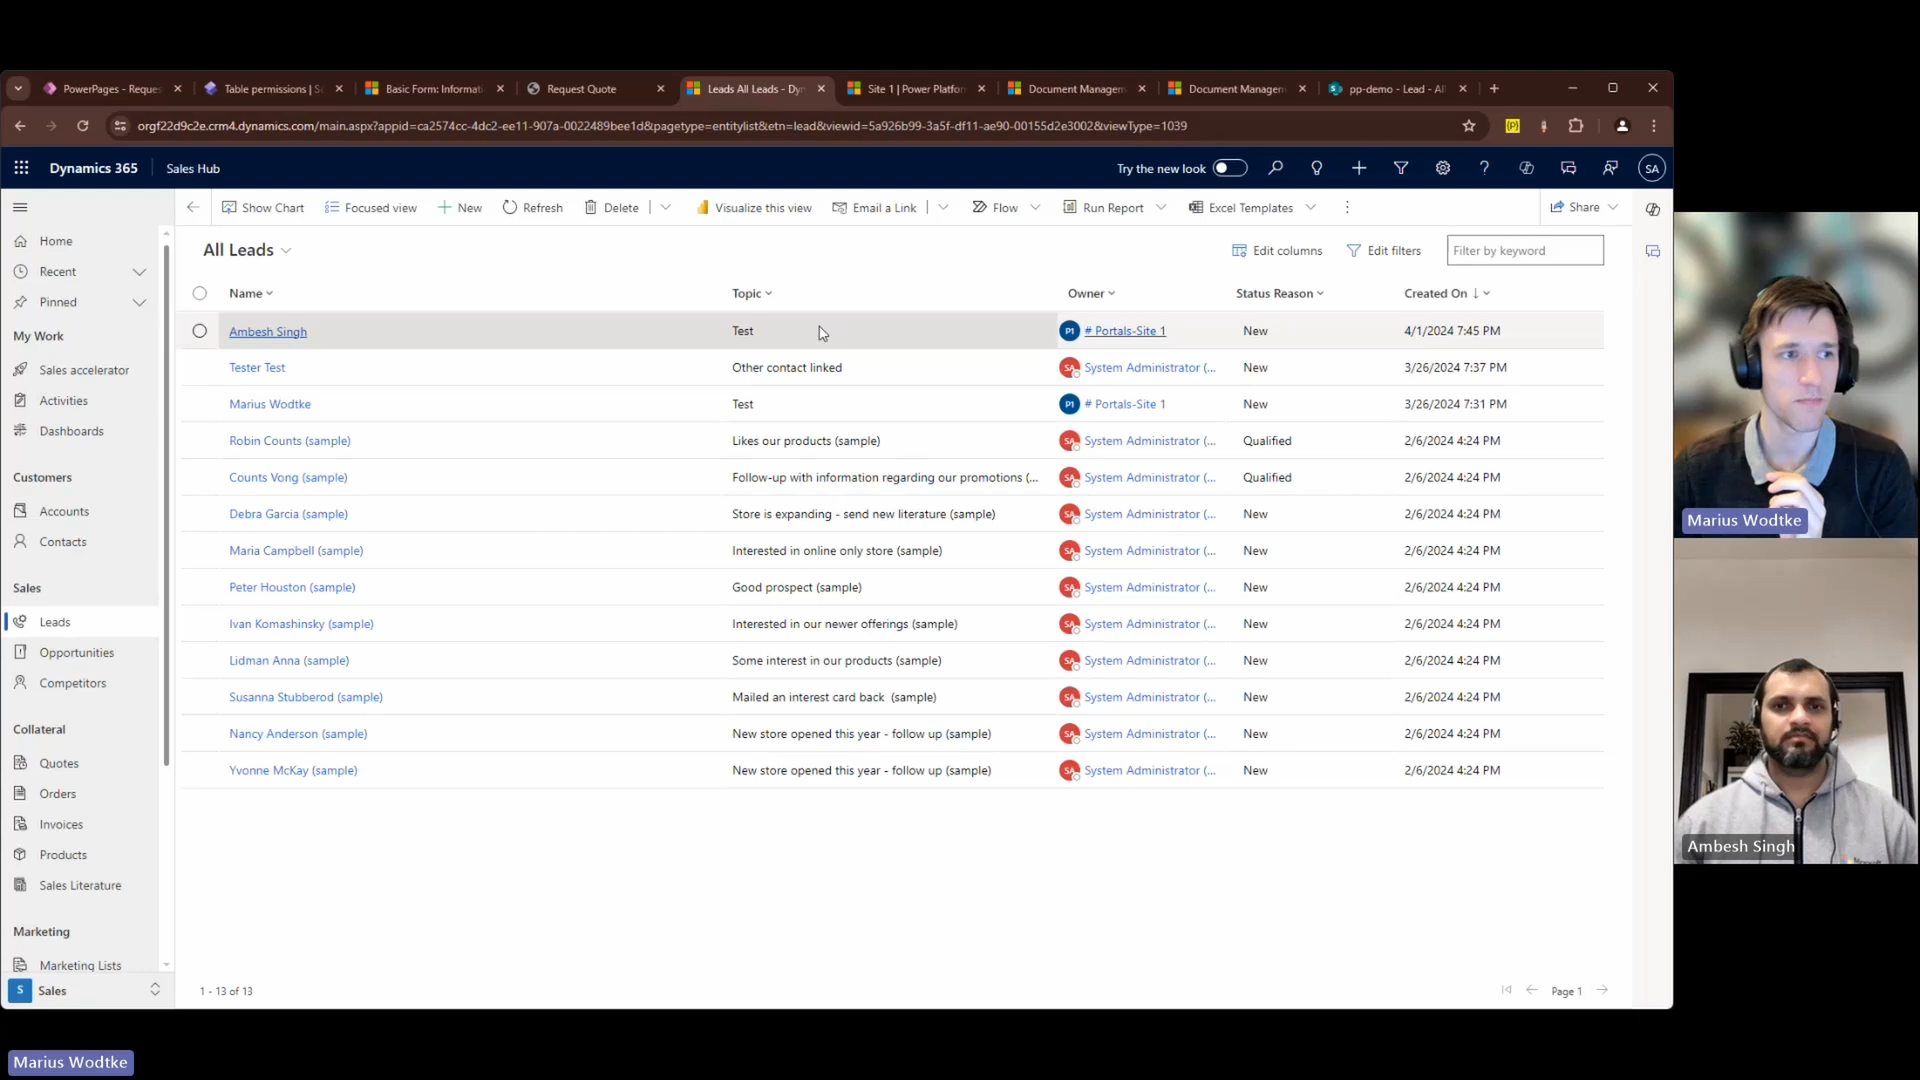 PowerPages - Reques
Table permissions | S
Basic Form: Informati
Request Quote
Leads All Leads - Dyn
Site 1 | Power Platfor
Document Managem
Document Managem
pp-demo - Lead - All
orgf22d9c2e.crm4.dynamics.com/main.aspx?appid=ca2574cc-4dc2-ee11-907a-0022489bee1d&pagetype=entitylist&etn=lead&viewid=5a926b99-3a5f-df11-ae90-00155d2e3002&viewType=1039
Dynamics 365
Sales Hub
Try the new look
SA
Show Chart
Focused view
New
Refresh
Delete
Visualize this view
Email a Link
Flow
Run Report
Excel Templates
Share
Home
Recent
Pinned
My Work
Sales accelerator
Activities
Dashboards
Customers
Accounts
Contacts
Sales
Leads
Opportunities
Competitors
Collateral
Quotes
Orders
Invoices
Products
Sales Literature
Marketing
Marketing Lists
S Sales
All Leads
Edit columns
Edit filters
Filter by keyword
Name Topic Owner Status Reason Created On
Ambesh Singh Test P1 # Portals-Site 1 New 4/1/2024 7:45 PM
Tester Test Other contact linked SA System Administrator (... New 3/26/2024 7:37 PM
Marius Wodtke Test P1 # Portals-Site 1 New 3/26/2024 7:31 PM
Robin Counts (sample) Likes our products (sample) SA System Administrator (... Qualified 2/6/2024 4:24 PM
Counts Vong (sample) Follow-up with information regarding our promotions (... SA System Administrator (... Qualified 2/6/2024 4:24 PM
Debra Garcia (sample) Store is expanding - send new literature (sample) SA System Administrator (... New 2/6/2024 4:24 PM
Maria Campbell (sample) Interested in online only store (sample) SA System Administrator (... New 2/6/2024 4:24 PM
Peter Houston (sample) Good prospect (sample) SA System Administrator (... New 2/6/2024 4:24 PM
Ivan Komashinsky (sample) Interested in our newer offerings (sample) SA System Administrator (... New 2/6/2024 4:24 PM
Lidman Anna (sample) Some interest in our products (sample) SA System Administrator (... New 2/6/2024 4:24 PM
Susanna Stubberod (sample) Mailed an interest card back (sample) SA System Administrator (... New 2/6/2024 4:24 PM
Nancy Anderson (sample) New store opened this year - follow up (sample) SA System Administrator (... New 2/6/2024 4:24 PM
Yvonne McKay (sample) New store opened this year - follow up (sample) SA System Administrator (... New 2/6/2024 4:24 PM
1 - 13 of 13
Page 1
Marius Wodtke
Ambesh Singh
Marius Wodtke